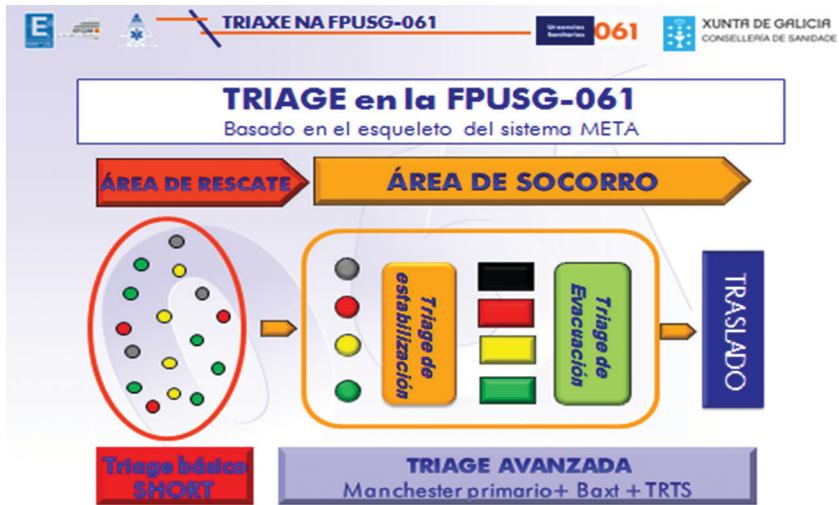 TRIAXE NA FPUSG-061
Urxencias
Sanitarias
061
XUNTA DE GALICIA
CONSELLERÍA DE SANIDADE
TRIAGE en la FPUSG-061
Basado en el esqueleto del sistema META
ÁREA DE RESCATE
ÁREA DE SOCORRO
Triage de
estabilización
Triage de
Evacuación
TRASLADO
Triage básico
SHORT
TRIAGE AVANZADA
Manchester primario+ Baxt + TRTS